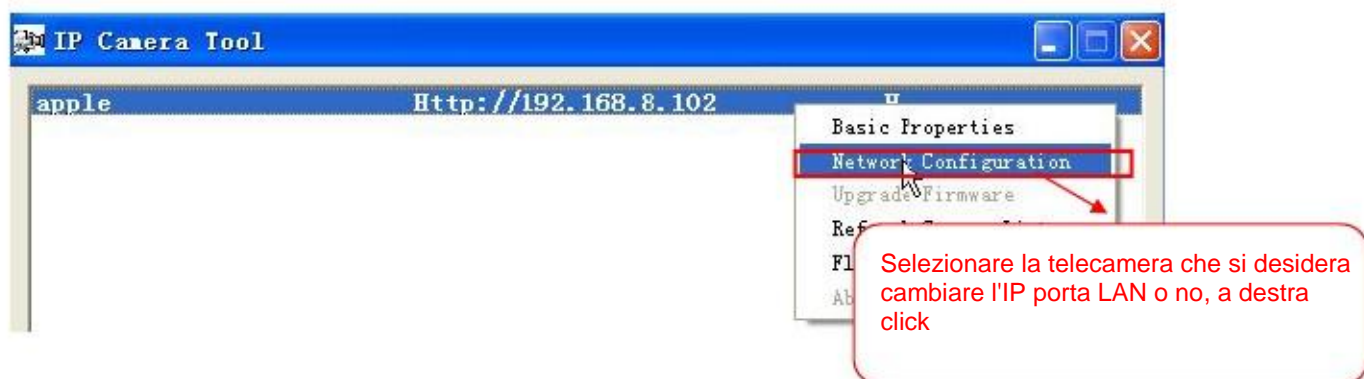 IP Camera Tool
apple Http://192.168.8.102
Basic Properties
Network Configuration
Upgrade Firmware
Selezionare la telecamera che si desidera
cambiare l'IP porta LAN o no, a destra
click